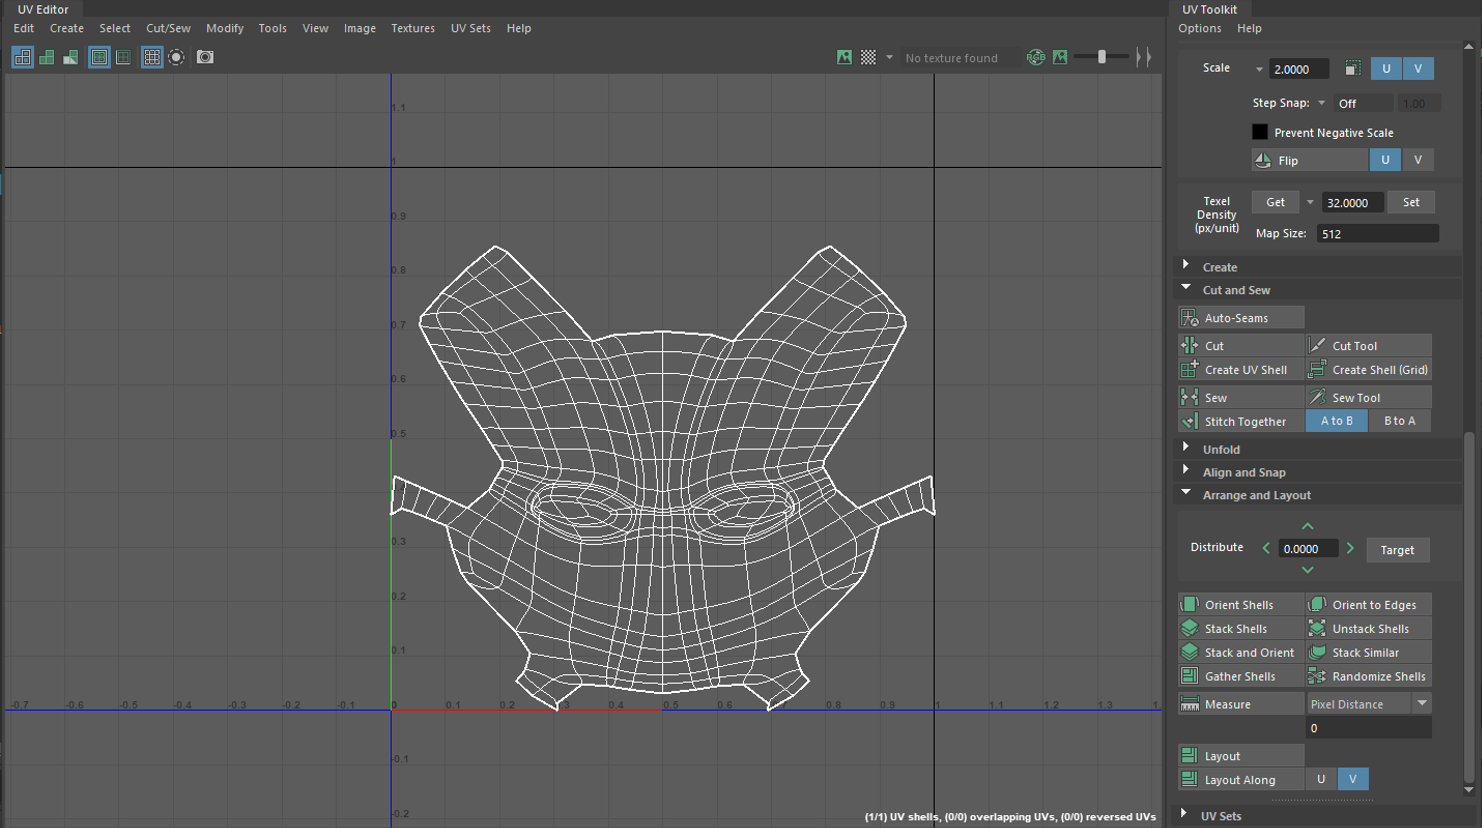 UV Editor
Edit Create Select Cut/Sew Modify Tools View Image Textures UV Sets Help
No texture found
RGB
1.1
1
0.9
0.8
0.7
0.6
0.5
0.3
0.2
0.1
-0.7 -0.6 -0.5 -0.4 -0.3 -0.2 -0.1 0 0.1 0.2 0.3 0.4 0.5 0.6 0.7 0.8 0.9 1 1.1 1.2 1.3 1.
-0.1
-0.2
(1/1) UV shells, (0/0) overlapping UVs, (0/0) reversed UVs
UV Toolkit
Options Help
Scale 2.0000 U V
Step Snap: Off 1.00
Prevent Negative Scale
Flip U V
Texel Density (px/unit) Get 32.0000 Set
Map Size: 512
Create
Cut and Sew
Auto-Seams
Cut Cut Tool
Create UV Shell Create Shell (Grid)
Sew Sew Tool
Stitch Together A to B B to A
Unfold
Align and Snap
Arrange and Layout
Distribute 0.0000 Target
Orient Shells Orient to Edges
Stack Shells Unstack Shells
Stack and Orient Stack Similar
Gather Shells Randomize Shells
Measure Pixel Distance
0
Layout
Layout Along U V
UV Sets